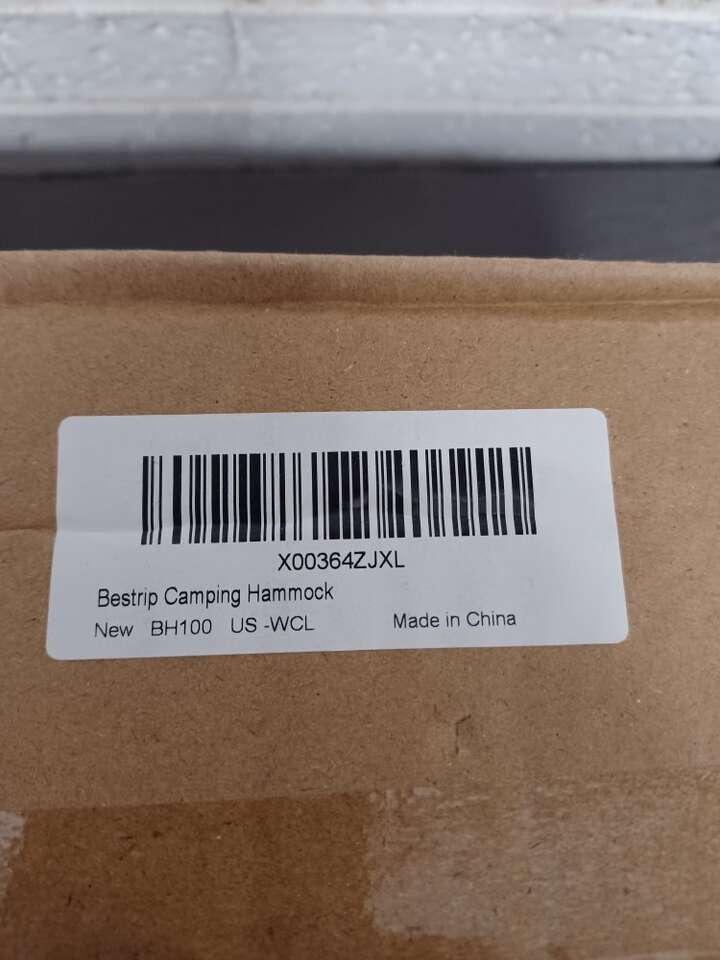 X00364ZJXL
Bestrip Camping Hammock
New BH100 US -WCL Made in China